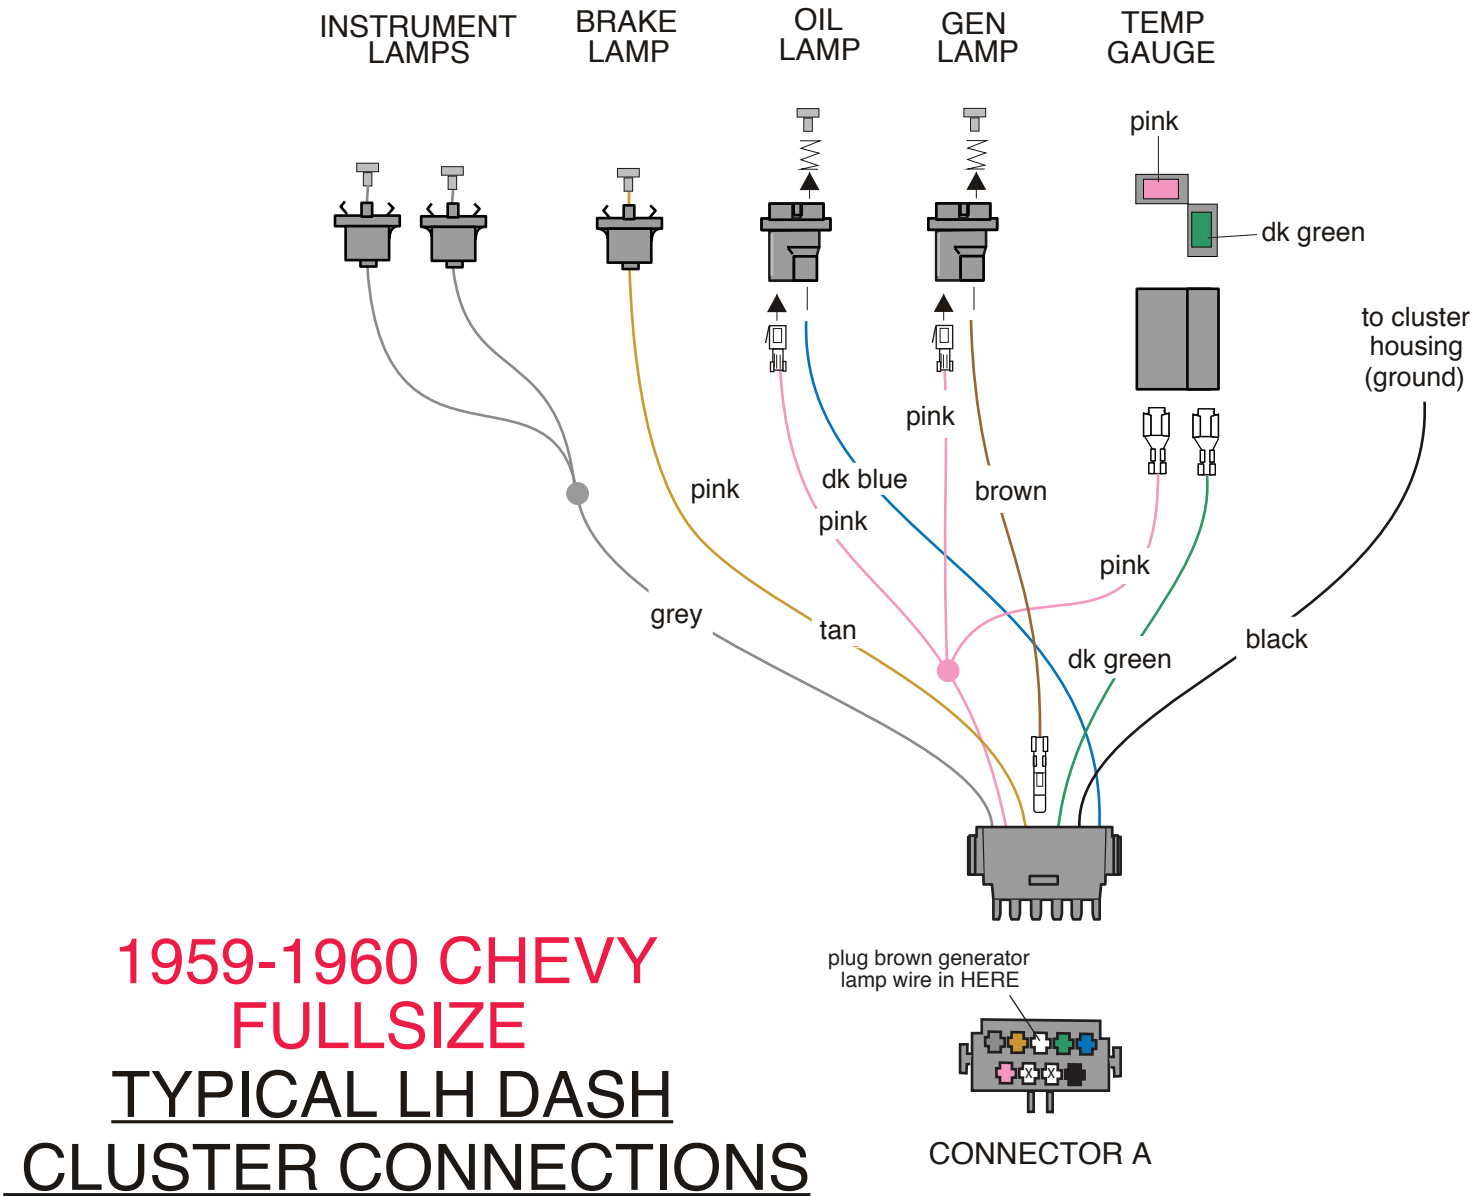 INSTRUMENT
LAMPS
BRAKE
LAMP
OIL
LAMP
GEN
LAMP
TEMP
GAUGE
pink
dk green
to cluster
housing
(ground)
pink
dk blue
pink
brown
pink
pink
grey
tan
dk green
black
plug brown generator
lamp wire in HERE
X X
CONNECTOR A
1959-1960 CHEVY
FULLSIZE
TYPICAL LH DASH
CLUSTER CONNECTIONS